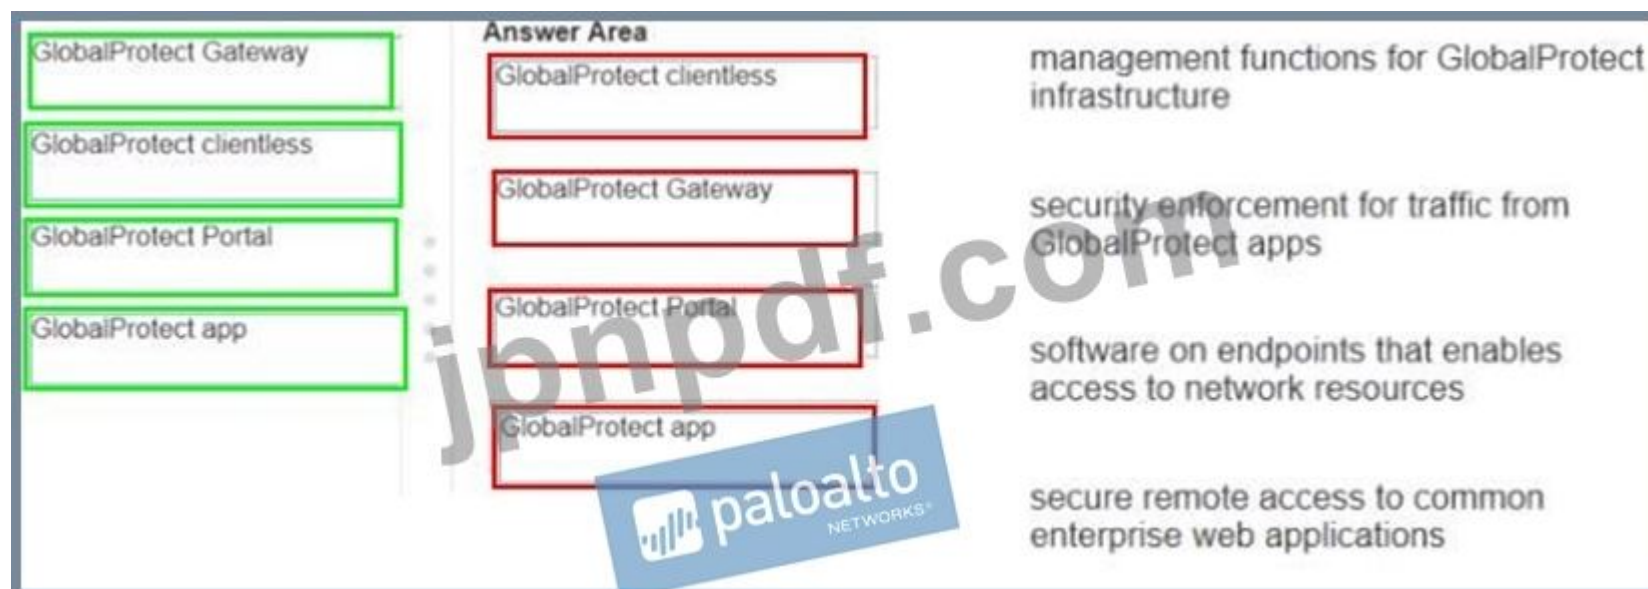 GlobalProtect Gateway
GlobalProtect clientless
GlobalProtect Portal
GlobalProtect app
Answer Area
GlobalProtect clientless
GlobalProtect Gateway
GlobalProtect Portal
GlobalProtect app
management functions for GlobalProtect
infrastructure
security enforcement for traffic from
GlobalProtect apps
software on endpoints that enables
access to network resources
secure remote access to common
enterprise web applications
jpnpdf.com
paloalto
NETWORKS®